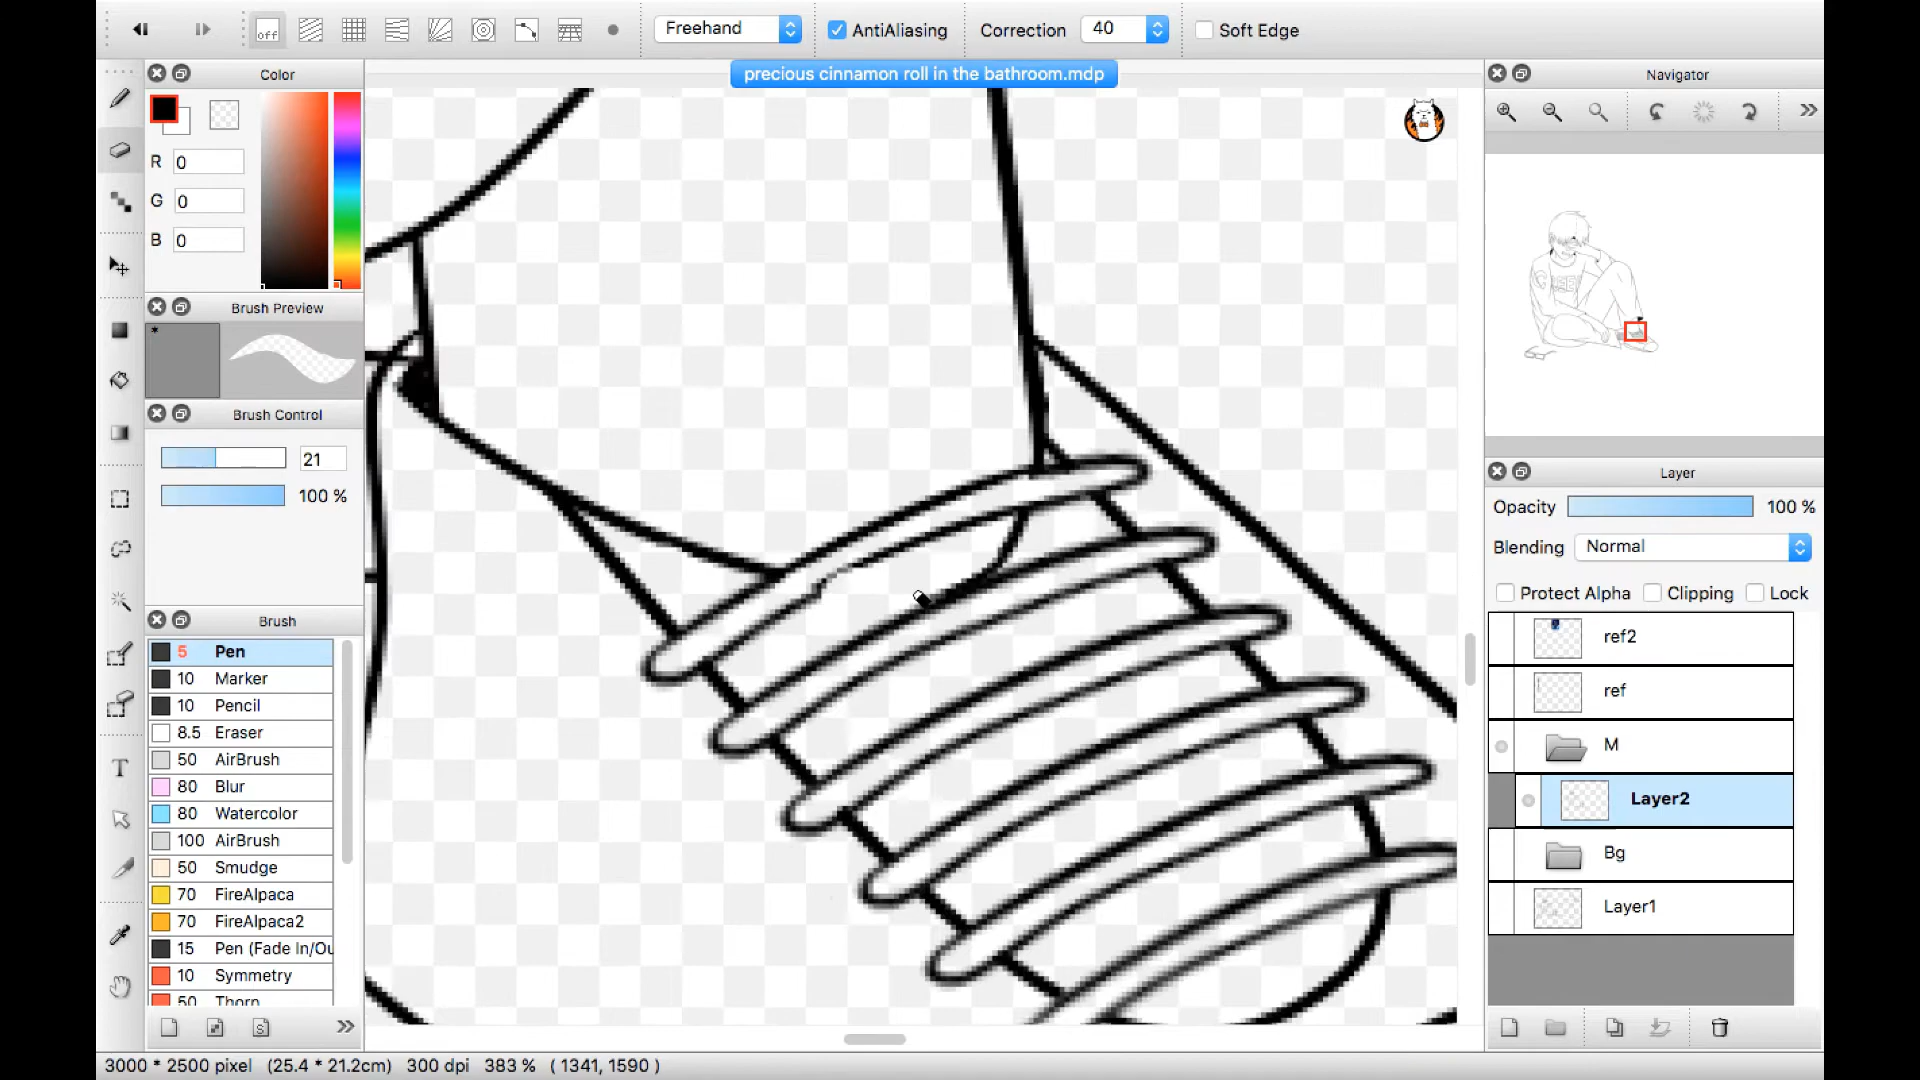 off
Freehand
AntiAliasing
Correction
40
Soft Edge
precious cinnamon roll in the bathroom.mdp
Color
R 0
G 0
B 0
Brush Preview
*
Brush Control
21
100 %
Brush
5 Pen
10 Marker
10 Pencil
8.5 Eraser
50 AirBrush
80 Blur
80 Watercolor
100 AirBrush
50 Smudge
70 FireAlpaca
70 FireAlpaca2
15 Pen (Fade In/Ou
10 Symmetry
50 Thorn
T
S
Navigator
Layer
Opacity 100 %
Blending Normal
Protect Alpha Clipping Lock
ref2
ref
M
Layer2
Bg
Layer1
3000 * 2500 pixel (25.4 * 21.2cm) 300 dpi 383 % ( 1341, 1590 )